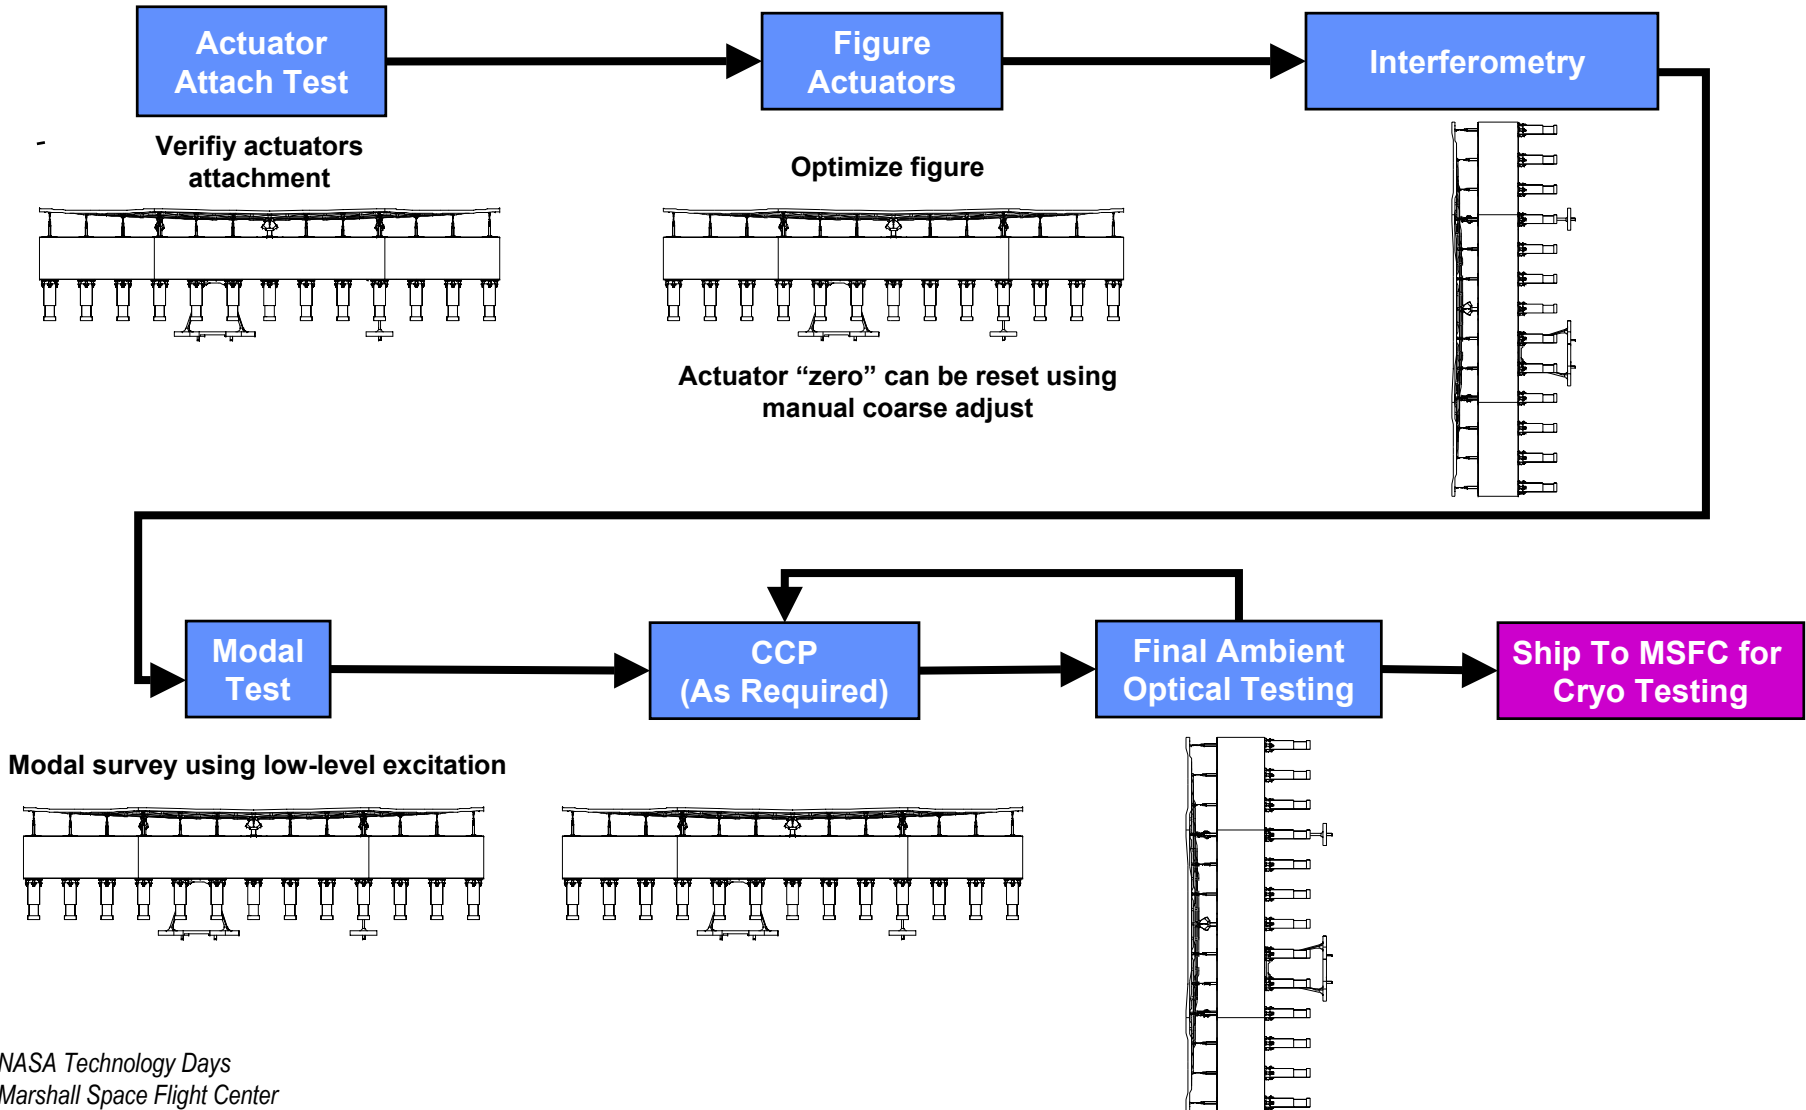 Actuator
Attach Test
Figure
Actuators
Interferometry
Verifiy actuators
attachment
Optimize figure
Actuator “zero” can be reset using
manual coarse adjust
Modal
Test
CCP
(As Required)
Final Ambient
Optical Testing
Ship To MSFC for
Cryo Testing
Modal survey using low-level excitation
NASA Technology Days
Marshall Space Flight Center